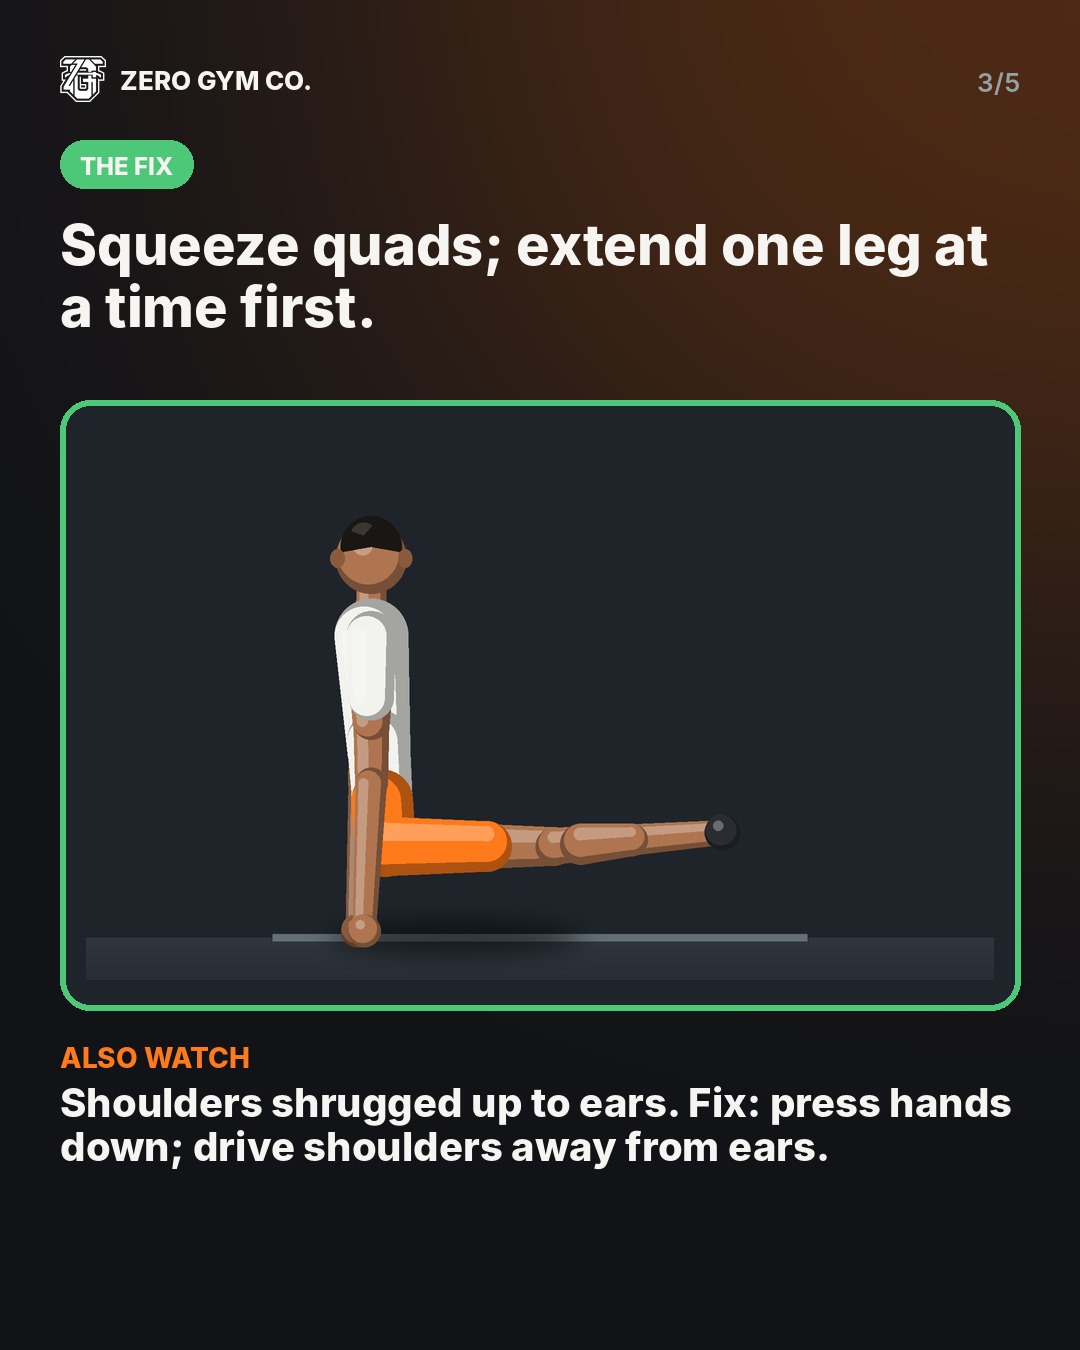 ZERO GYM CO.
3/5
THE FIX
Squeeze quads; extend one leg at
a time first.
ALSO WATCH
Shoulders shrugged up to ears. Fix: press hands
down; drive shoulders away from ears.